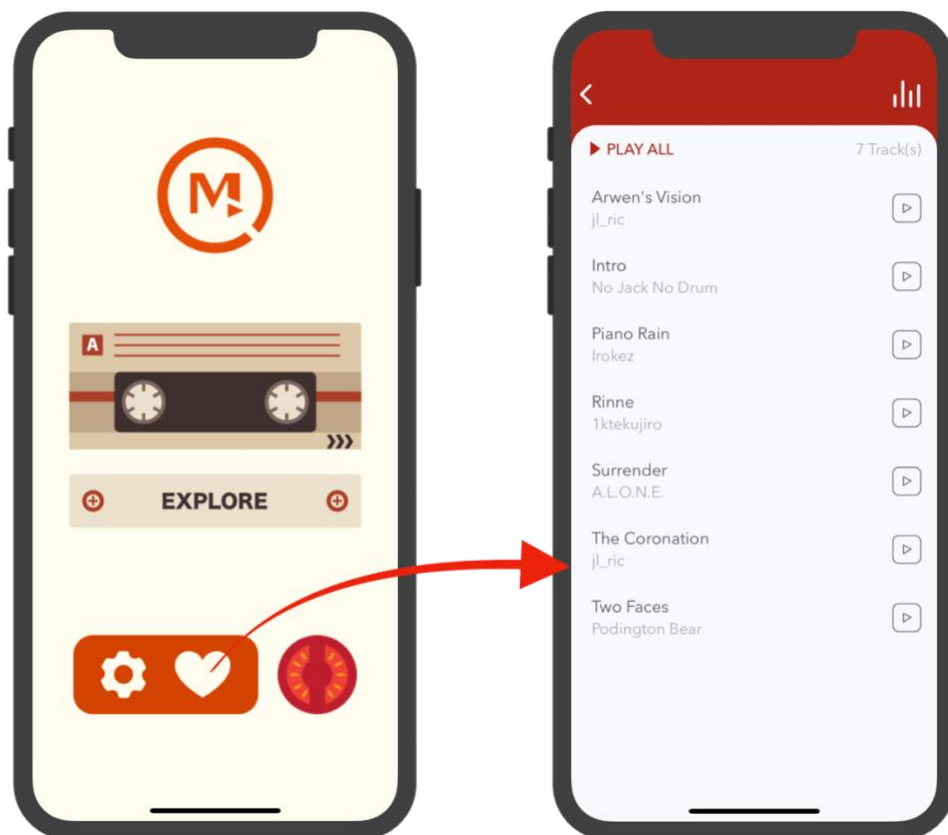 M
A
EXPLORE
PLAY ALL 7 Track(s)
Arwen's Vision
jl_ric
Intro
No Jack No Drum
Piano Rain
Irokez
Rinne
1ktekujiro
Surrender
A.L.O.N.E.
The Coronation
jl_ric
Two Faces
Podington Bear